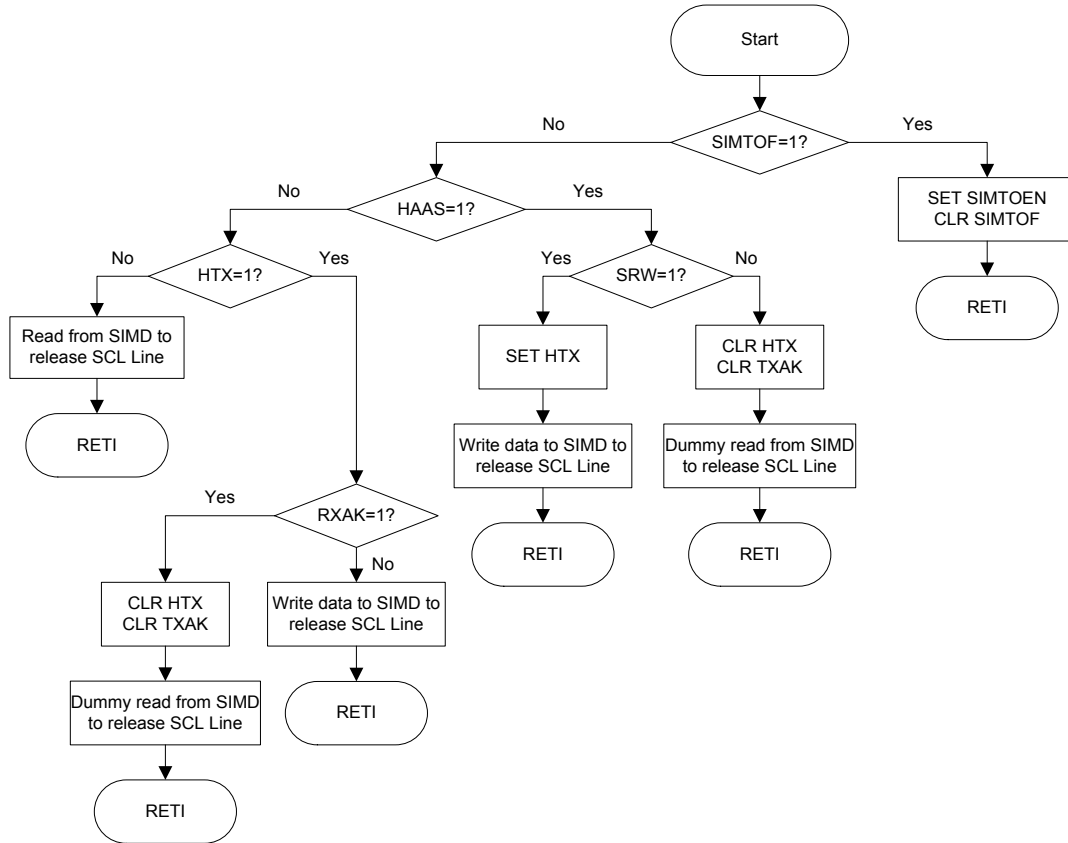 Start
No
SIMTOF=1?
Yes
No
HAAS=1?
Yes
SET SIMTOEN
CLR SIMTOF
No
HTX=1?
Yes
Yes
SRW=1?
No
RETI
Read from SIMD to
release SCL Line
SET HTX
CLR HTX
CLR TXAK
RETI
Write data to SIMD to
release SCL Line
Dummy read from SIMD
to release SCL Line
Yes
RXAK=1?
No
RETI
RETI
CLR HTX
CLR TXAK
Write data to SIMD to
release SCL Line
Dummy read from SIMD
to release SCL Line
RETI
RETI